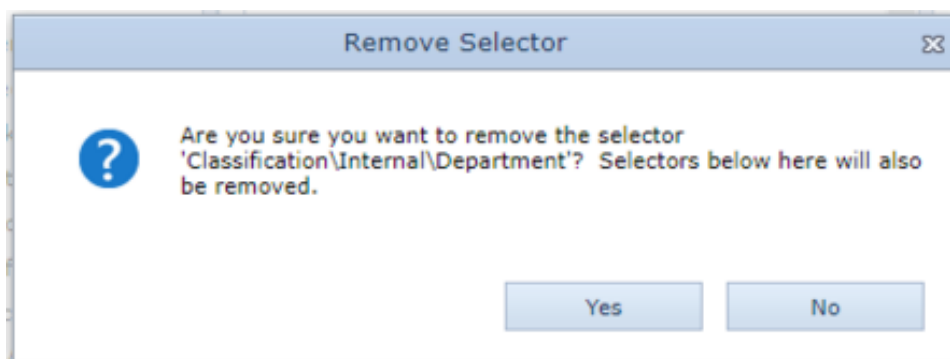 Remove Selector
Are you sure you want to remove the selector
'Classification\Internal\Department'?  Selectors below here will also
be removed.
Yes
No